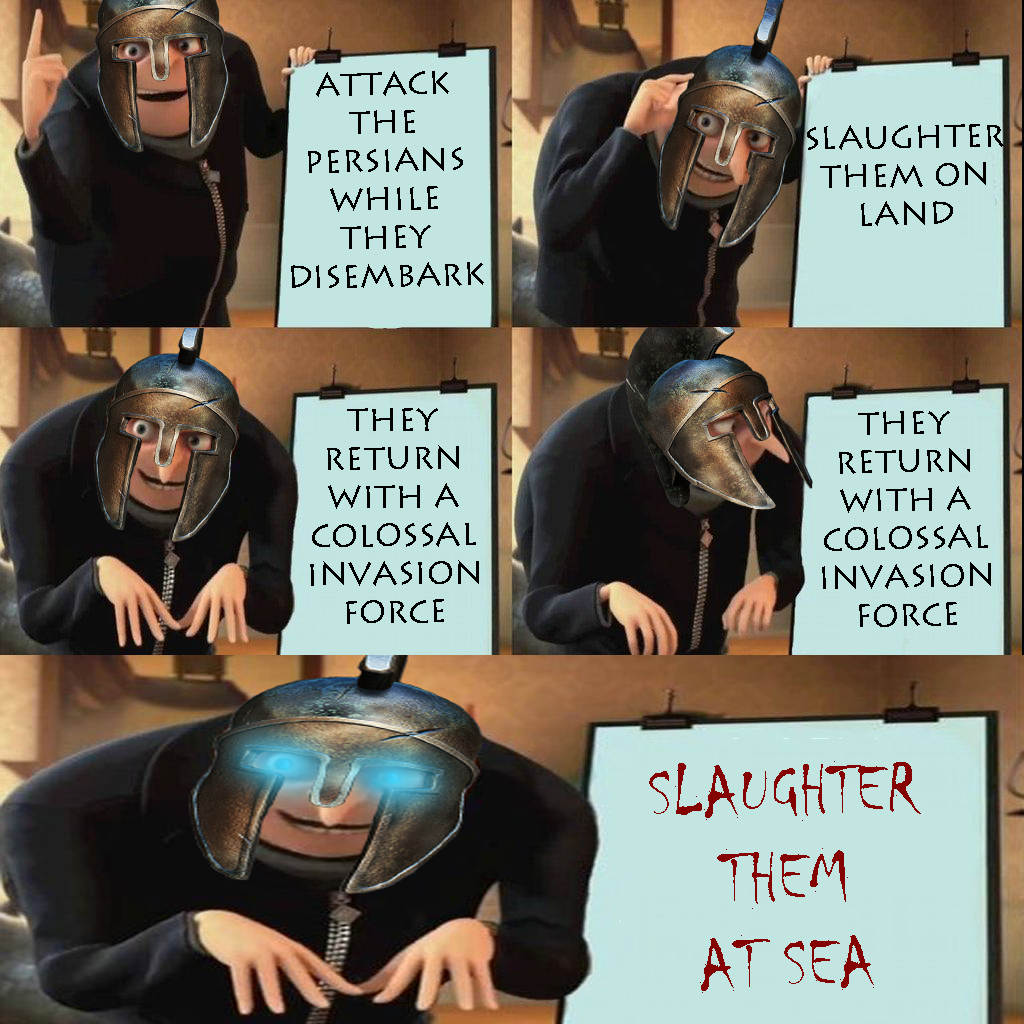 ATTACK
THE
PERSIANS
WHILE
THEY
DISEMBARK
SLAUGHTER
THEM ON
LAND
THEY
RETURN
WITH A
COLOSSAL
INVASION
FORCE
THEY
RETURN
WITH A
COLOSSAL
INVASION
FORCE
SLAUGHTER
THEM
AT SEA